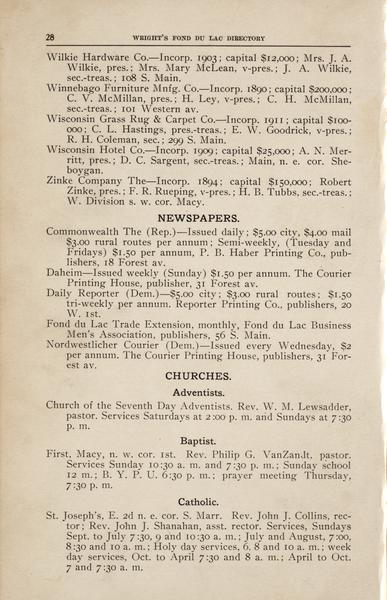 28 WRIGHT'S FOND DU LAC DIRECTORY
Wilkie Hardware Co.—Incorp. 1903; capital $12,000; Mrs. J. A.
Wilkie, pres.; Mrs. Mary McLean, v-pres.; J. A. Wilkie,
sec.-treas.; 108 S. Main.
Winnebago Furniture Mnfg. Co.—Incorp. 1890; capital $200,000;
C. V. McMillan, pres.; H. Ley, v-pres.; C. H. McMillan,
sec.-treas.; 101 Western av.
Wisconsin Grass Rug & Carpet Co.—Incorp. 1911; capital $100-
000; C. L. Hastings, pres.-treas.; E. W. Goodrick, v-pres.;
R. H. Coleman, sec.; 299 S. Main.
Wisconsin Hotel Co.—Incorp. 1909; capital $25,000; A. N. Mer-
ritt, pres.; D. C. Sargent, sec.-treas.; Main, n. e. cor. She-
boygan.
Zinke Company The—Incorp. 1894; capital $150,000; Robert
Zinke, pres.; F. R. Rueping, v-pres.; H. B. Tubbs, sec.-treas.;
W. Division s. w. cor. Macy.
NEWSPAPERS.
Commonwealth The (Rep.)—Issued daily; $5.00 city, $4.00 mail
$3.00 rural routes per annum; Semi-weekly, (Tuesday and
Fridays) $1.50 per annum, P. B. Haber Printing Co., pub-
lishers, 18 Forest av.
Daheim—Issued weekly (Sunday) $1.50 per annum. The Courier
Printing House, publisher, 31 Forest av.
Daily Reporter (Dem.)—$5.00 city; $3.00 rural routes; $1.50
tri-weekly per annum. Reporter Printing Co., publishers, 20
W. 1st.
Fond du Lac Trade Extension, monthly, Fond du Lac Business
Men's Association, publishers, 56 S. Main.
Nordwestlicher Courier (Dem.)—Issued every Wednesday, $2
per annum. The Courier Printing House, publishers, 31 For-
est av.
CHURCHES.
Adventists.
Church of the Seventh Day Adventists. Rev. W. M. Lewsadder,
pastor. Services Saturdays at 2:00 p. m. and Sundays at 7:30
p. m.
Baptist.
First, Macy, n. w. cor. 1st. Rev. Philip G. VanZandt, pastor.
Services Sunday 10:30 a. m. and 7:30 p. m.; Sunday school
12 m.; B. Y. P. U. 6:30 p. m.; prayer meeting Thursday,
7:30 p. m.
Catholic.
St. Joseph's, E. 2d n. e. cor. S. Marr. Rev. John J. Collins, rec-
tor; Rev. John J. Shanahan, asst. rector. Services, Sundays
Sept. to July 7:30, 9 and 10:30 a. m.; July and August, 7:00,
8:30 and 10 a. m.; Holy day services, 6, 8 and 10 a. m.; week
day services, Oct. to April 7:30 and 8 a. m.; April to Oct.
7 and 7:30 a. m.